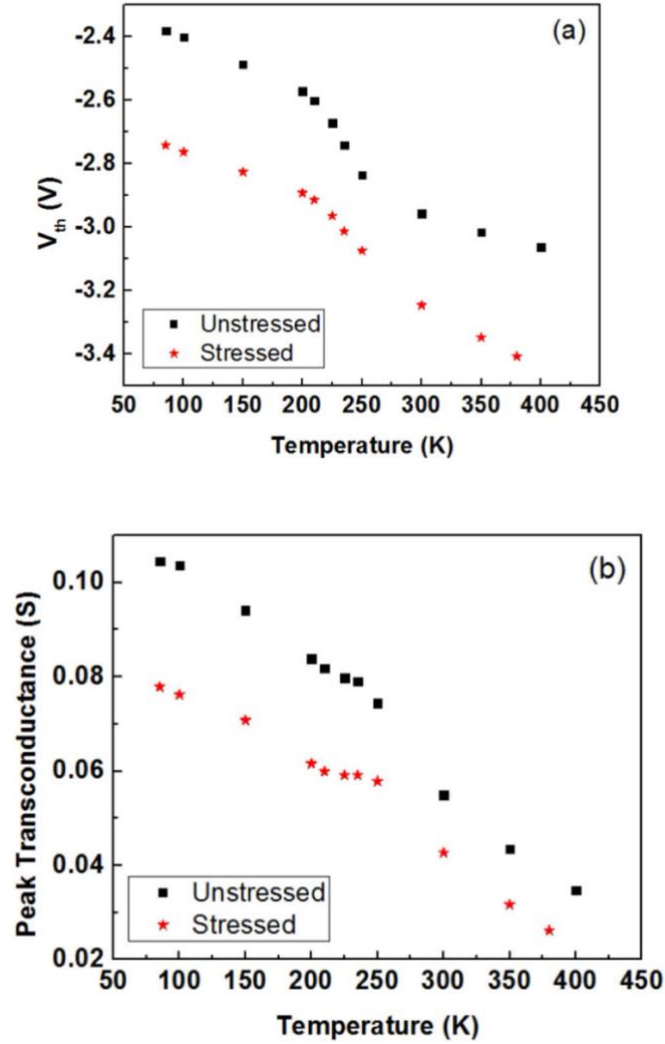 (a)
-2.4
-2.6
-2.8
-3.0
-3.2
-3.4
V_th (V)
Unstressed
Stressed
50 100 150 200 250 300 350 400 450
Temperature (K)
(b)
0.10
0.08
0.06
0.04
0.02
Peak Transconductance (S)
Unstressed
Stressed
50 100 150 200 250 300 350 400 450
Temperature (K)